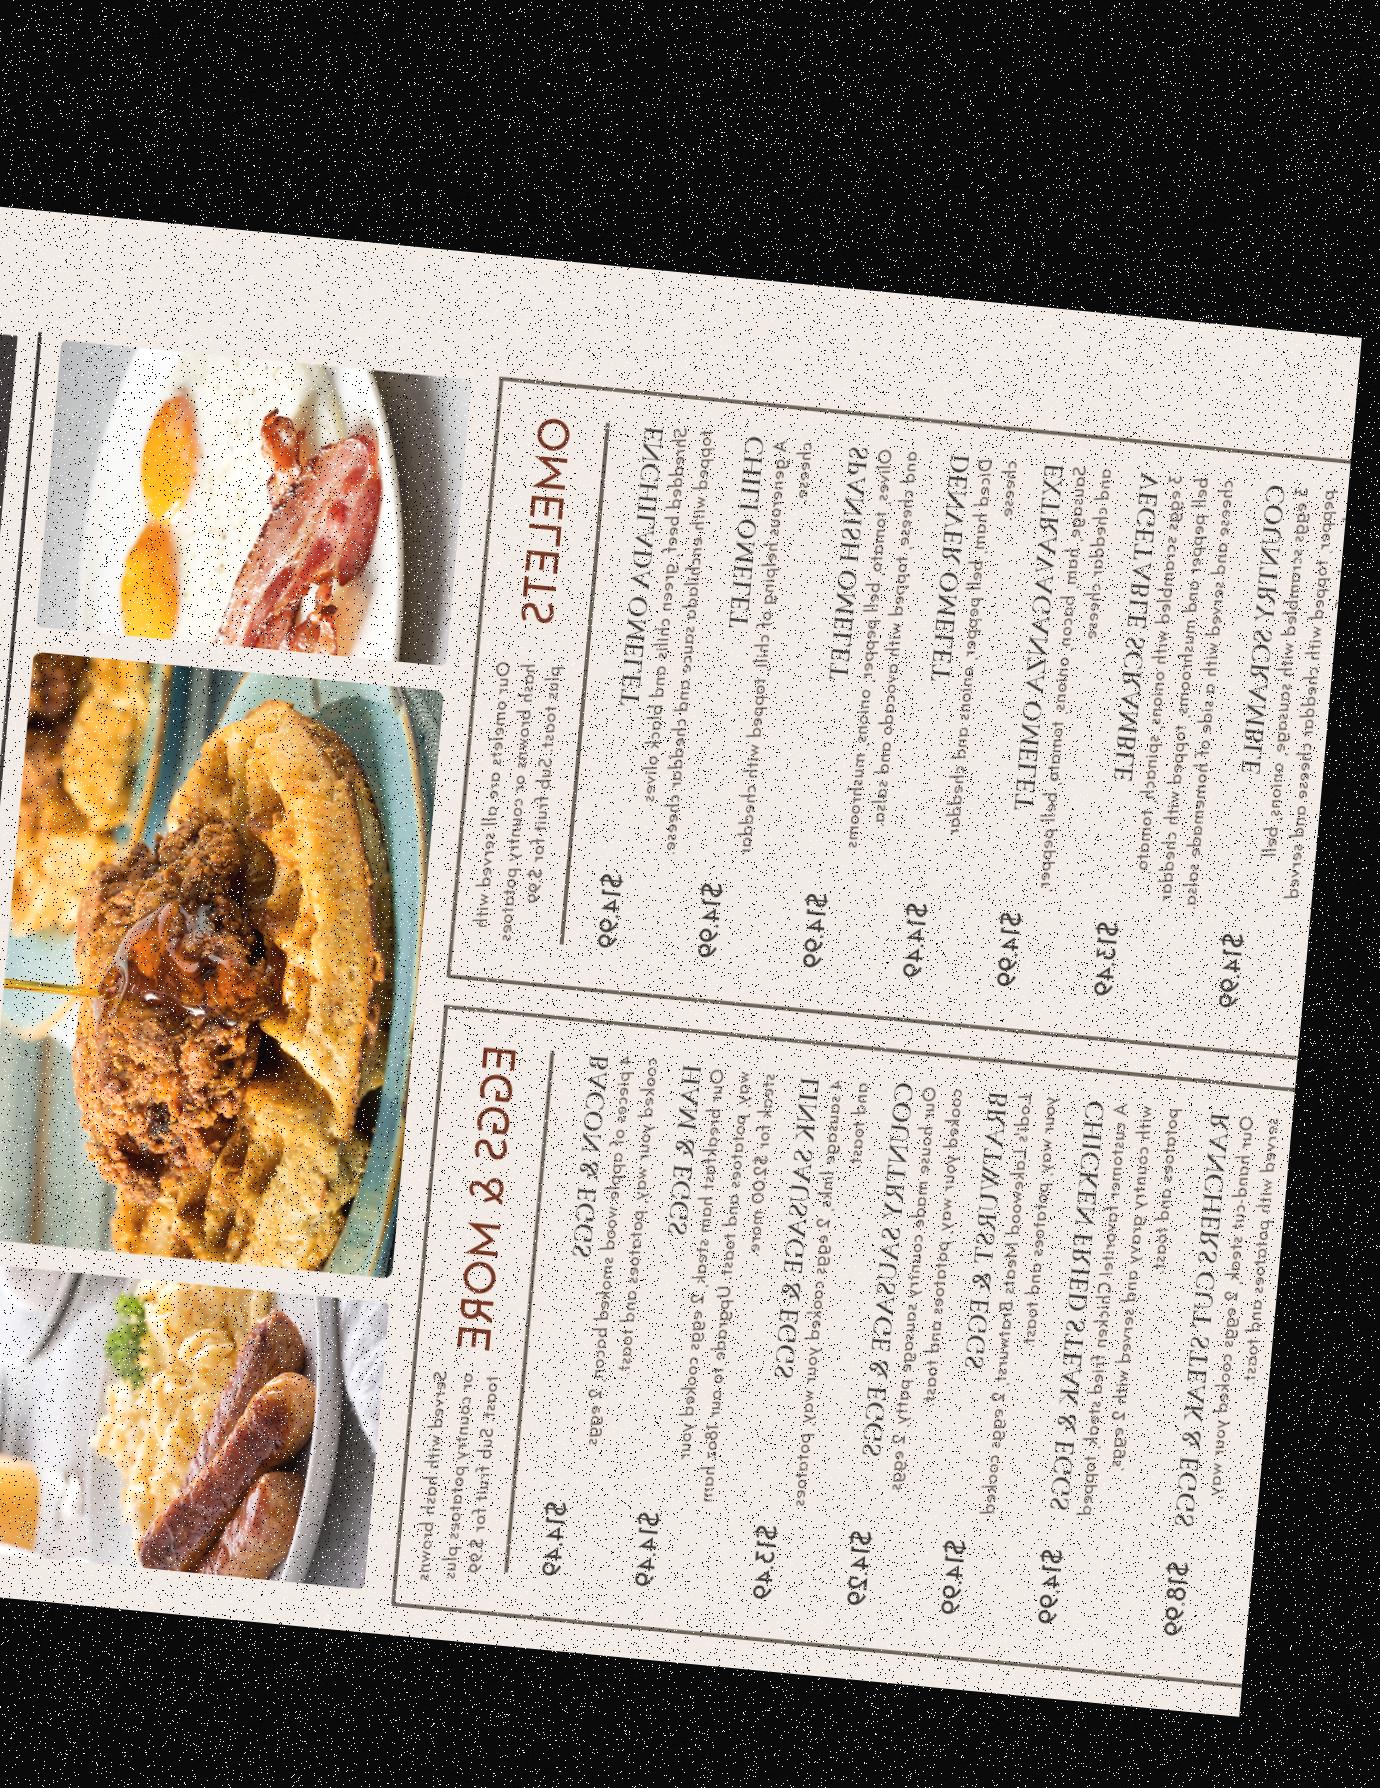 OMELETS
Our omelets are all served with
hash browns or country potatoes
plus toast. Sub fruit for $.99
ENCHILADA OMELET $14.99
Shredded beef, green chili and black olives
topped with enchilada sauce and cheddar cheese.
CHILI OMELET $14.99
A generous helping of chili topped with cheddar
cheese.
SPANISH OMELET $14.99
Olives, tomato, bell pepper, onion, mushroom
and cheese, topped with avocado and salsa.
DENVER OMELET $14.49
Diced ham, bell pepper, onions and cheddar
cheese.
EXTRAVAGANZA OMELET $14.99
Sausage, ham, bacon, onion, tomato, bell pepper,
and cheddar cheese.
VEGETABLE SCRAMBLE $13.49
3 eggs scrambled with onion, spinach, tomato,
bell pepper and mushroom, topped with cheddar
cheese and served with a side of homemade salsa.
COUNTRY SCRAMBLE $14.99
3 eggs scrambled with sausage, onions, bell
pepper, topped with cheddar cheese and served
EGGS & MORE
Served with hash browns
or country potatoes plus
toast. Sub fruit for $.99
BACON & EGGS $14.49
4 pieces of applewood smoked bacon, 2 eggs
cooked your way, potatoes and toast.
HAM & EGGS $14.49
Our breakfast ham steak, 2 eggs cooked your
way, potatoes and toast. Upgrade to our big ham
steak for $2.00 more.
LINK SAUSAGE & EGGS $13.49
4 sausage links, 2 eggs cooked your way, potatoes
and toast.
COUNTRY SAUSAGE & EGGS $14.29
Our house made country sausage patty, 2 eggs
cooked your way, potatoes and toast.
BRATWURST & EGGS $14.99
Meats Bratwurst, 2 eggs cooked
your way, potatoes and toast.
CHICKEN FRIED STEAK & EGGS $14.99
A Chicken fried steak topped
with country gravy and served with 2 eggs,
potatoes and toast.
RANCHERS CUT STEAK & EGGS $18.99
Our hand-cut steak, 2 eggs cooked your way,
served with potatoes and toast.